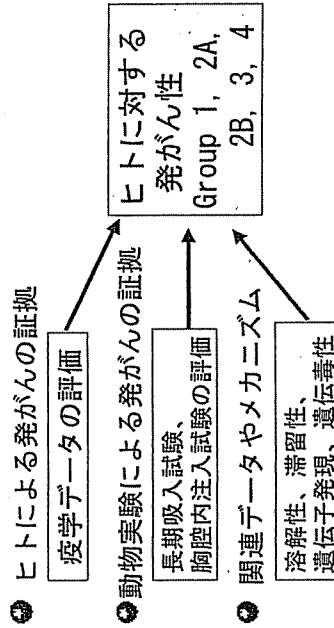 ヒトによる発がんの証拠
疫学データの評価
動物実験による発がんの証拠
長期吸入試験、
胸腔内注入試験の評価
関連データやメカニズム
溶解性、滞留性、
遺伝子発現、遺伝毒性
ヒトに対する
発がん性
Group 1, 2A,
2B, 3, 4